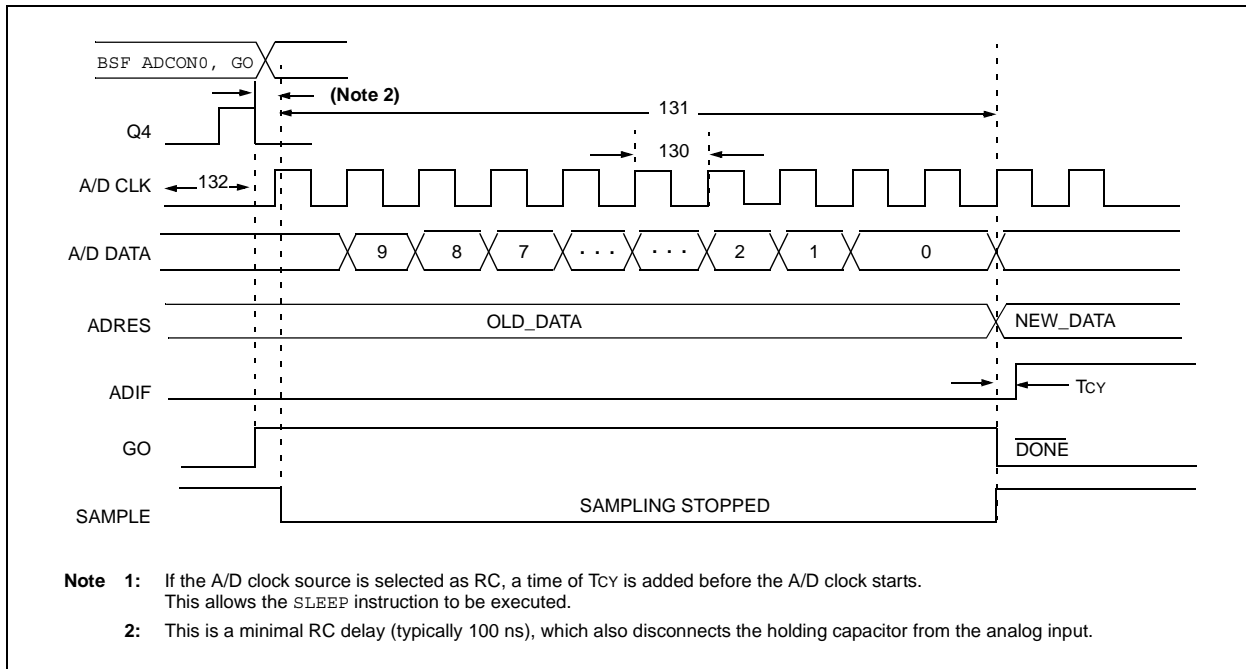 BSF ADCON0, GO
(Note 2)
131
Q4
130
A/D CLK
132
A/D DATA
9 8 7 . . . . . . 2 1 0
ADRES
OLD_DATA
NEW_DATA
ADIF
TCY
GO
DONE
SAMPLE
SAMPLING STOPPED
Note 1: If the A/D clock source is selected as RC, a time of TCY is added before the A/D clock starts.
This allows the SLEEP instruction to be executed.
2: This is a minimal RC delay (typically 100 ns), which also disconnects the holding capacitor from the analog input.